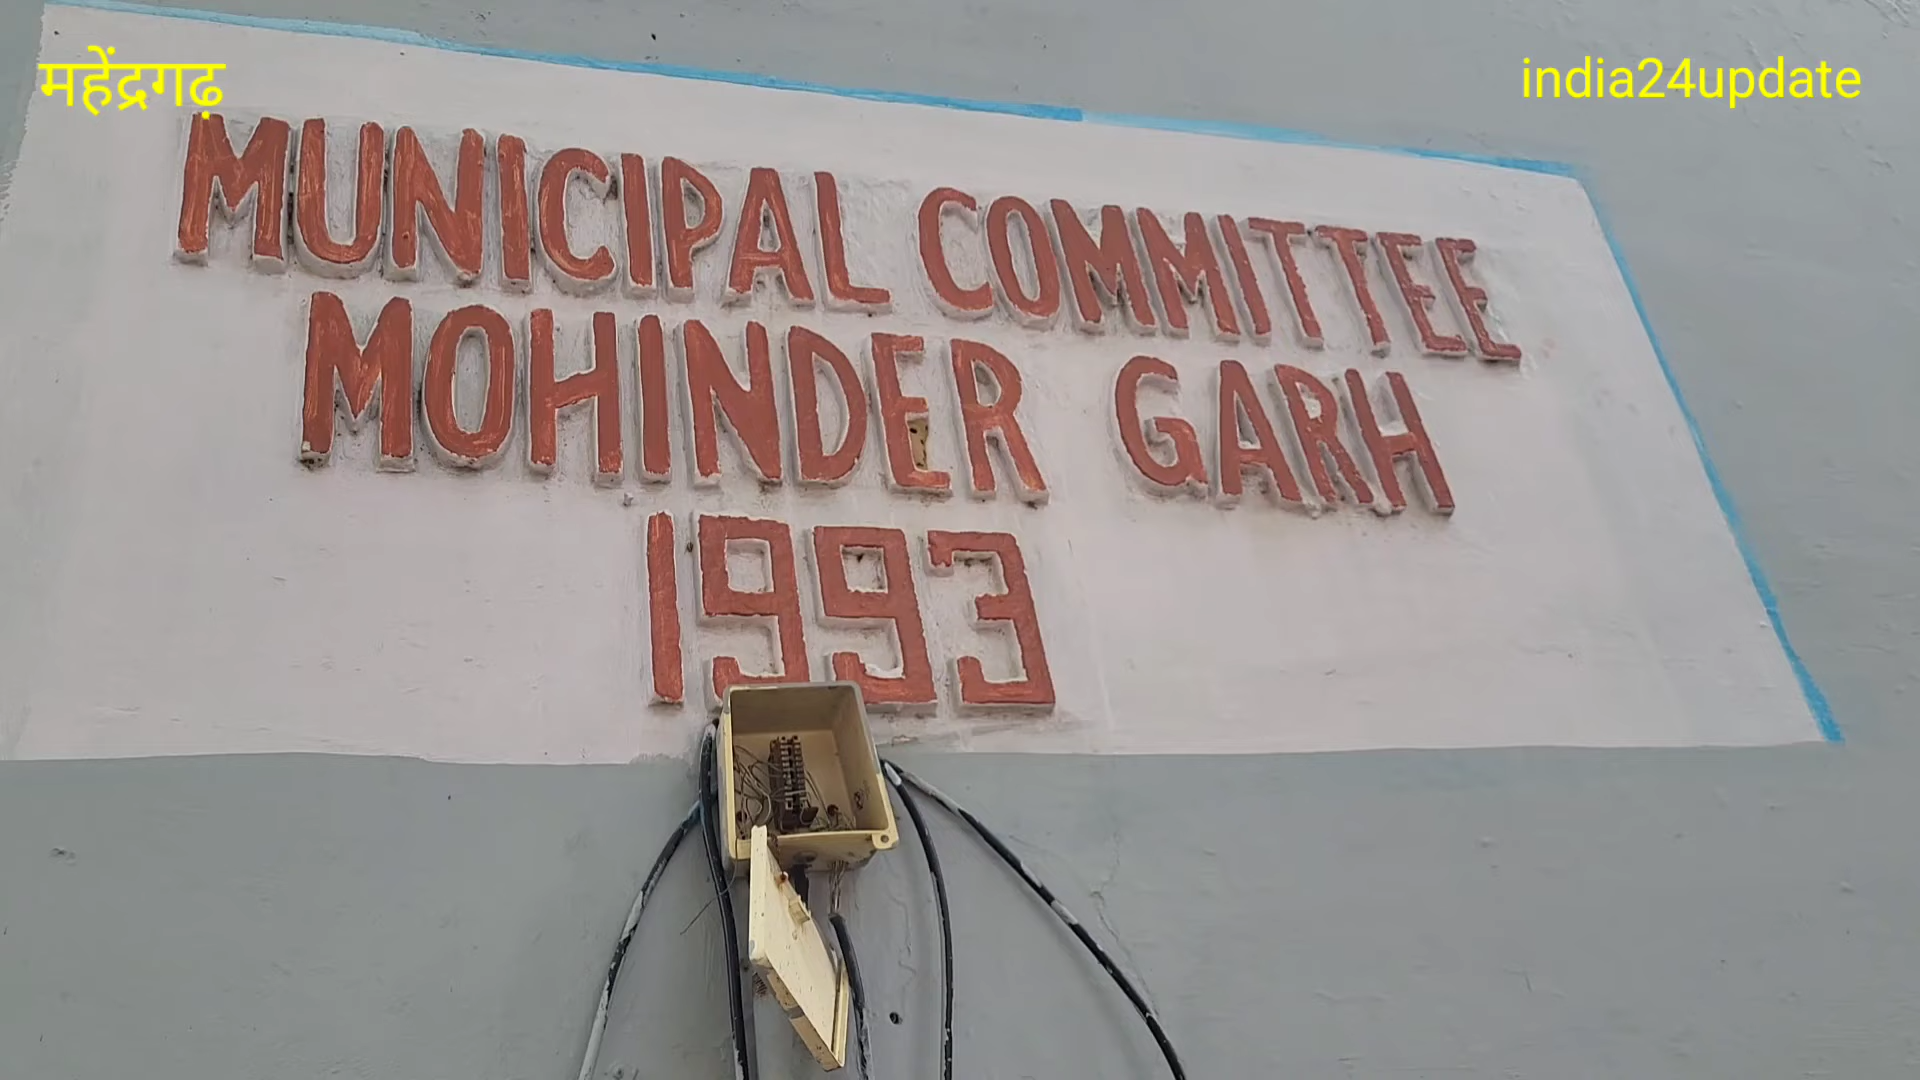 महेंद्रगढ़
india24update
MUNICIPAL COMMITTEE
MOHINDER GARH
1993